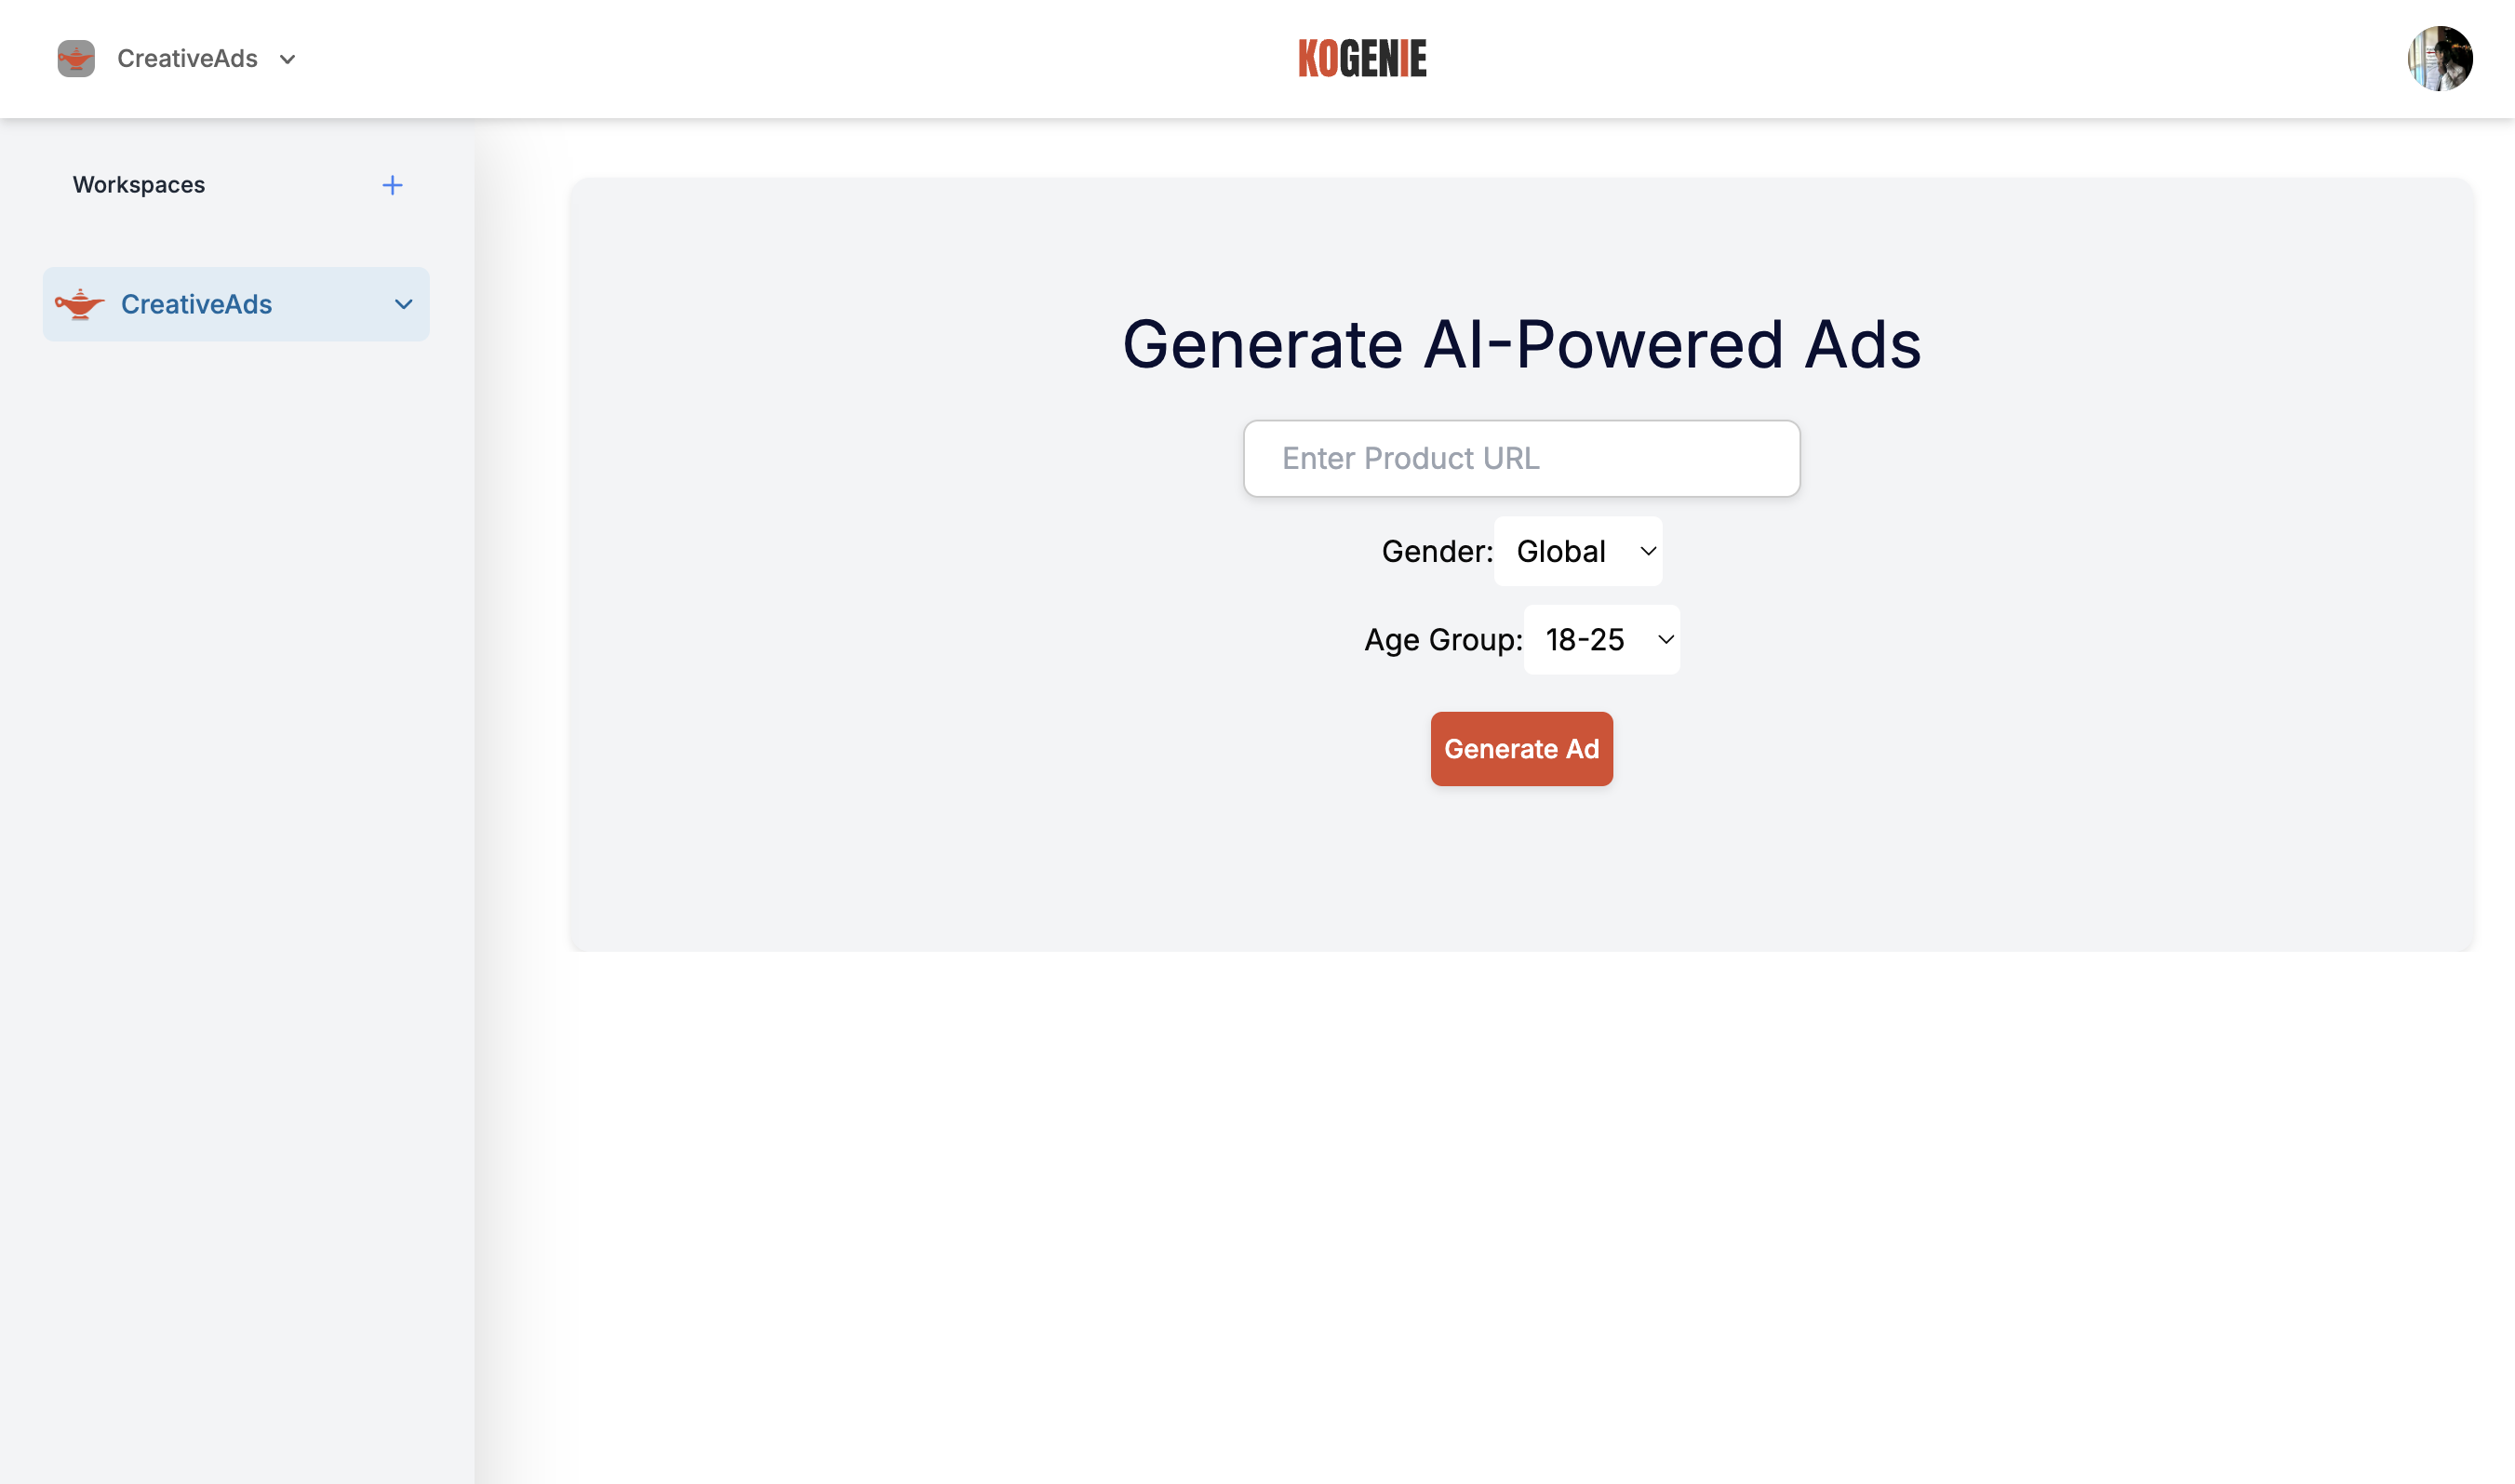 CreativeAds
KOGENIE
Workspaces
CreativeAds
Generate AI-Powered Ads
Enter Product URL
Gender: Global
Age Group: 18-25
Generate Ad